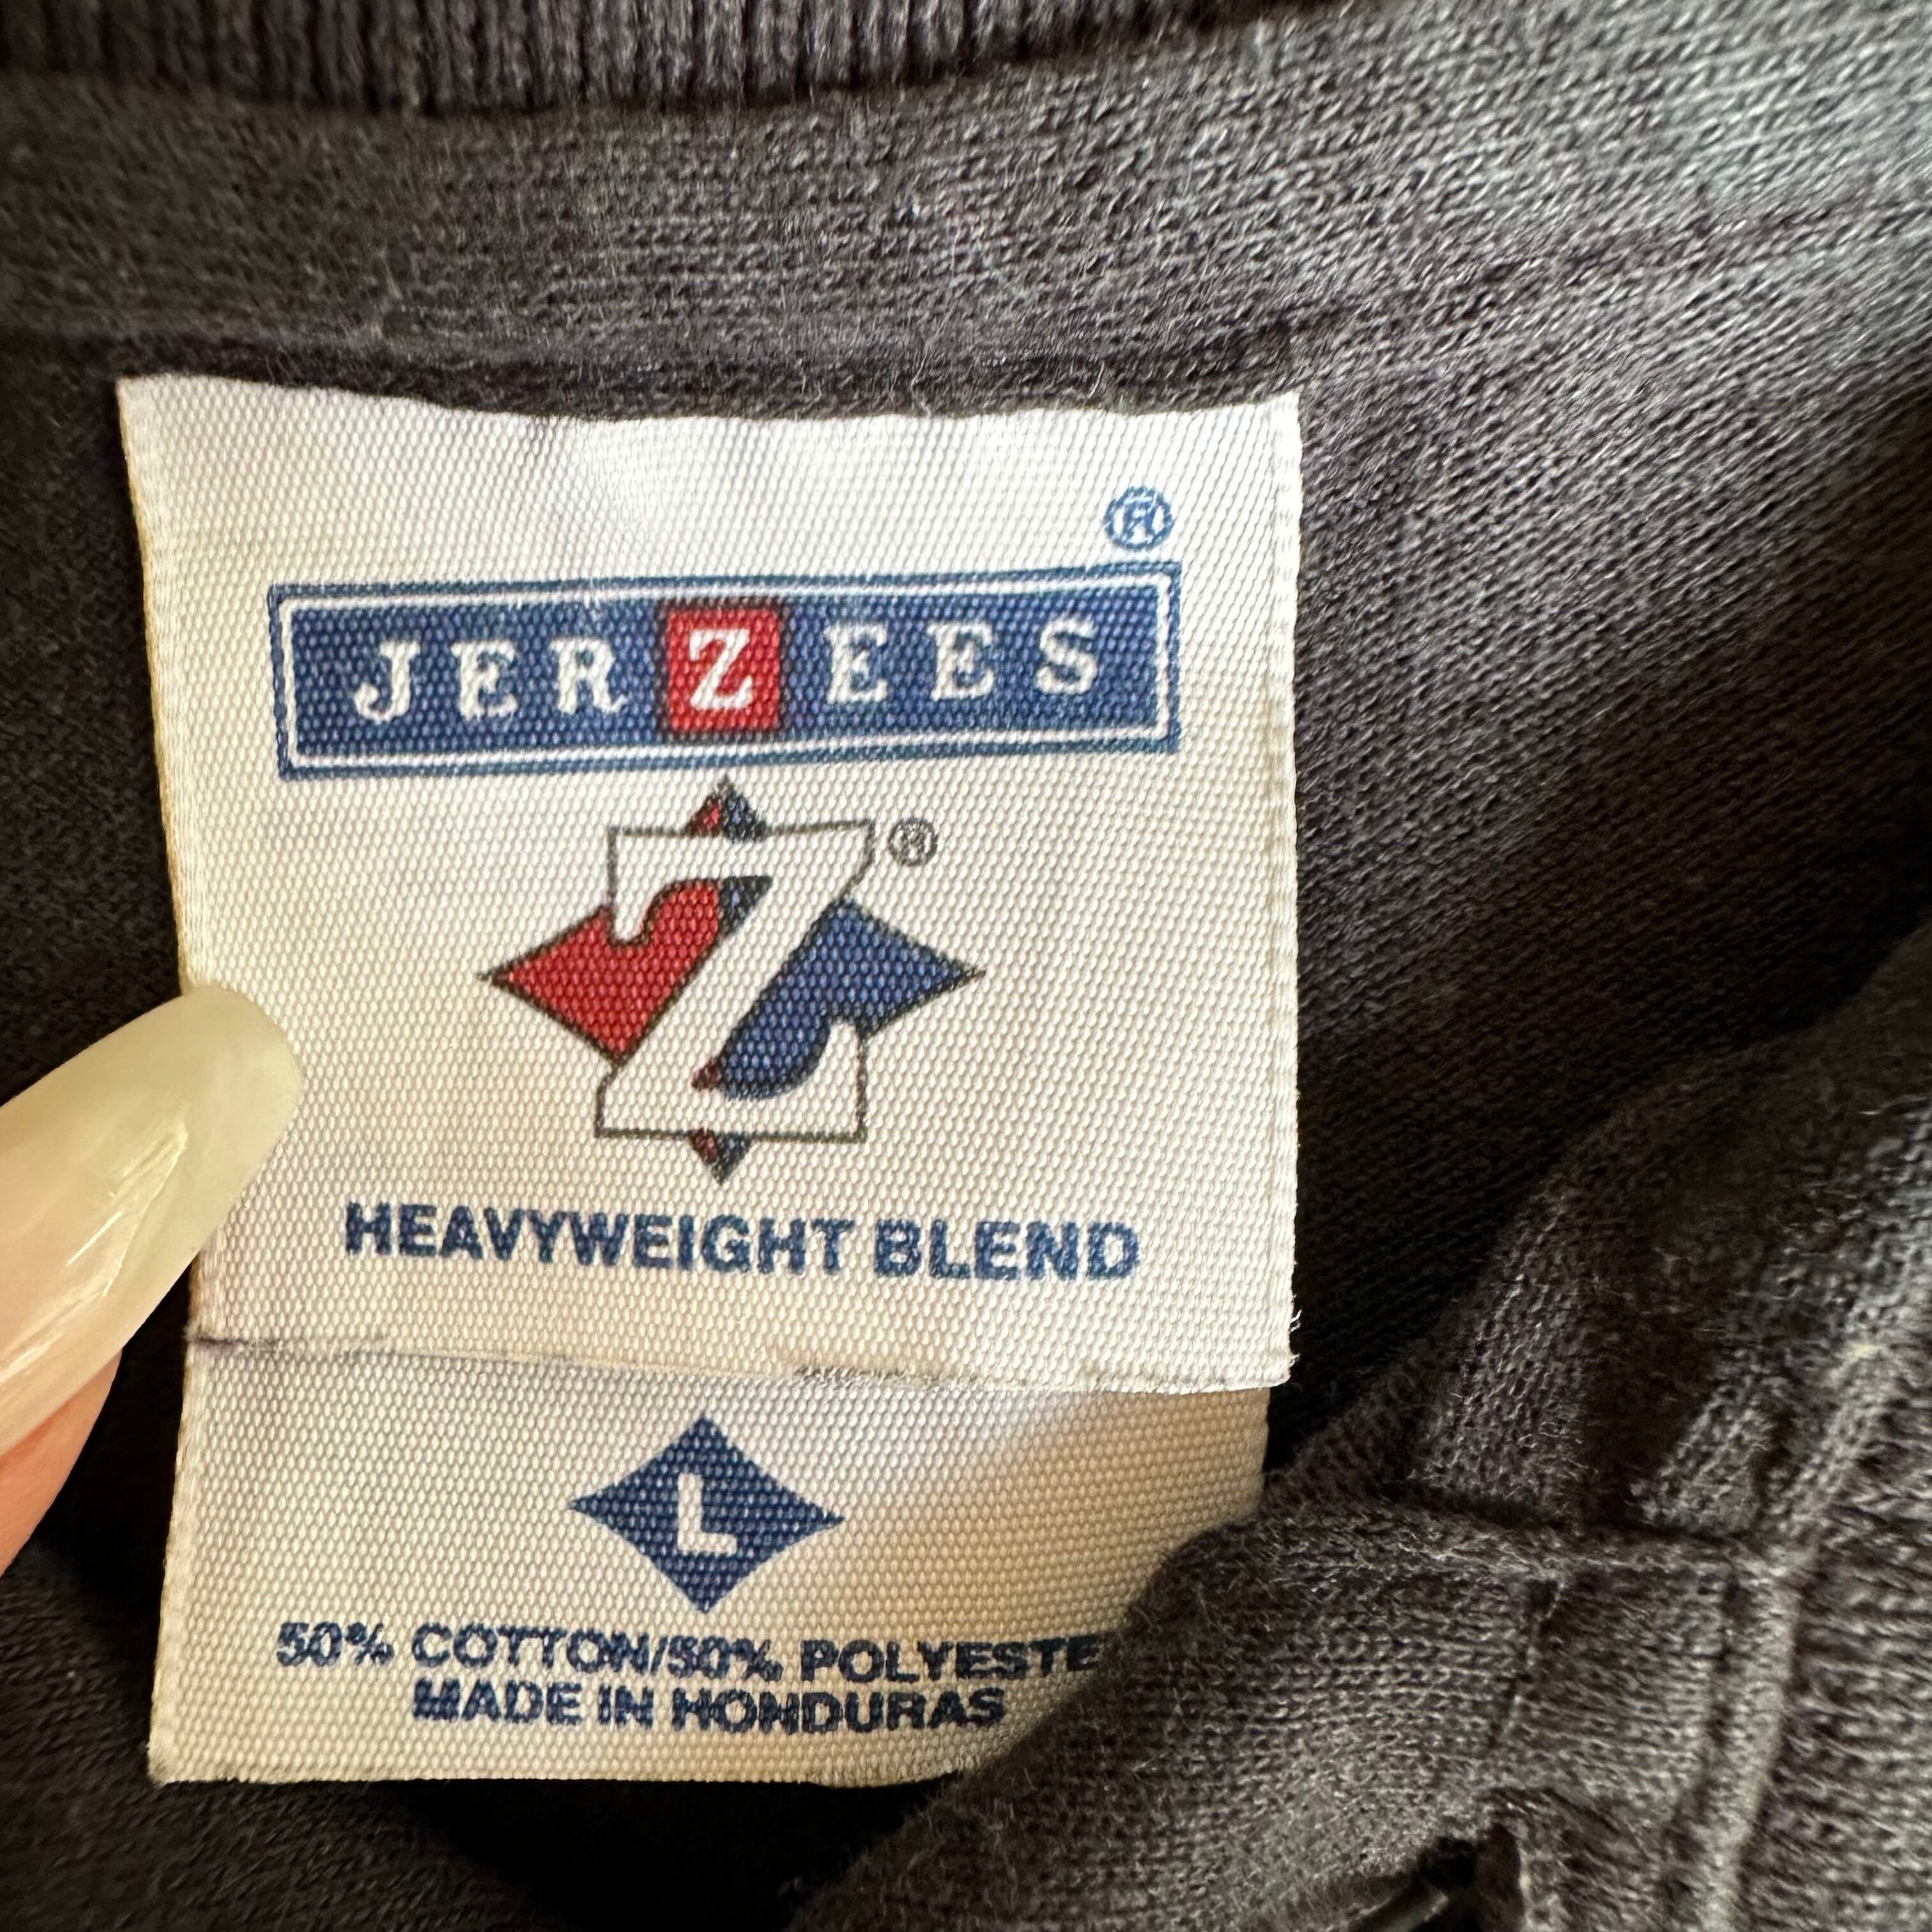 ®
JERZEES
Z ®
HEAVYWEIGHT BLEND
L
50% COTTON/50% POLYESTE
MADE IN HONDURAS